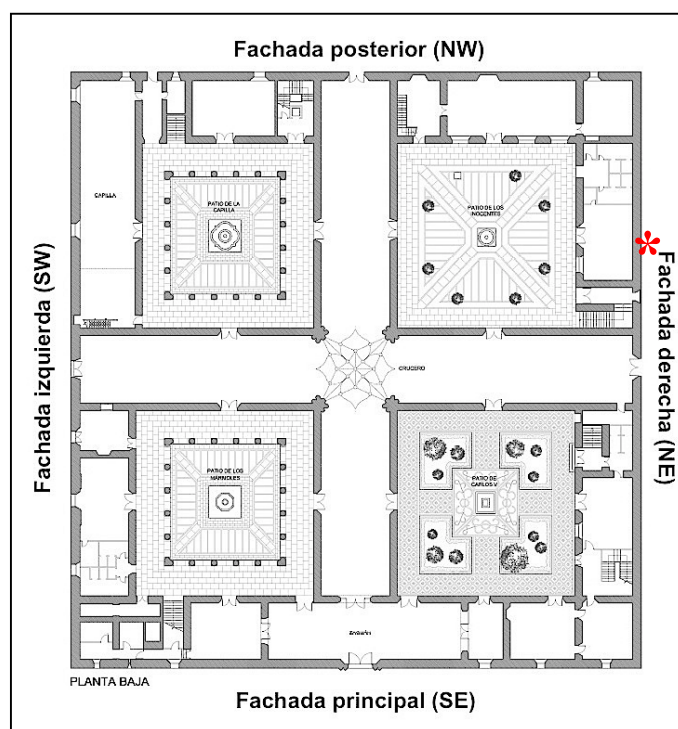 Fachada posterior (NW)
PATIO DE LA
CAPILLA
PATIO DE LOS
INOCENTES
CAPILLA
Fachada izquierda (SW)
Fachada derecha (NE)
CRUCERO
PATIO DE LOS
MÁRMOLES
PATIO DE
CARLOS V
PLANTA BAJA
Fachada principal (SE)